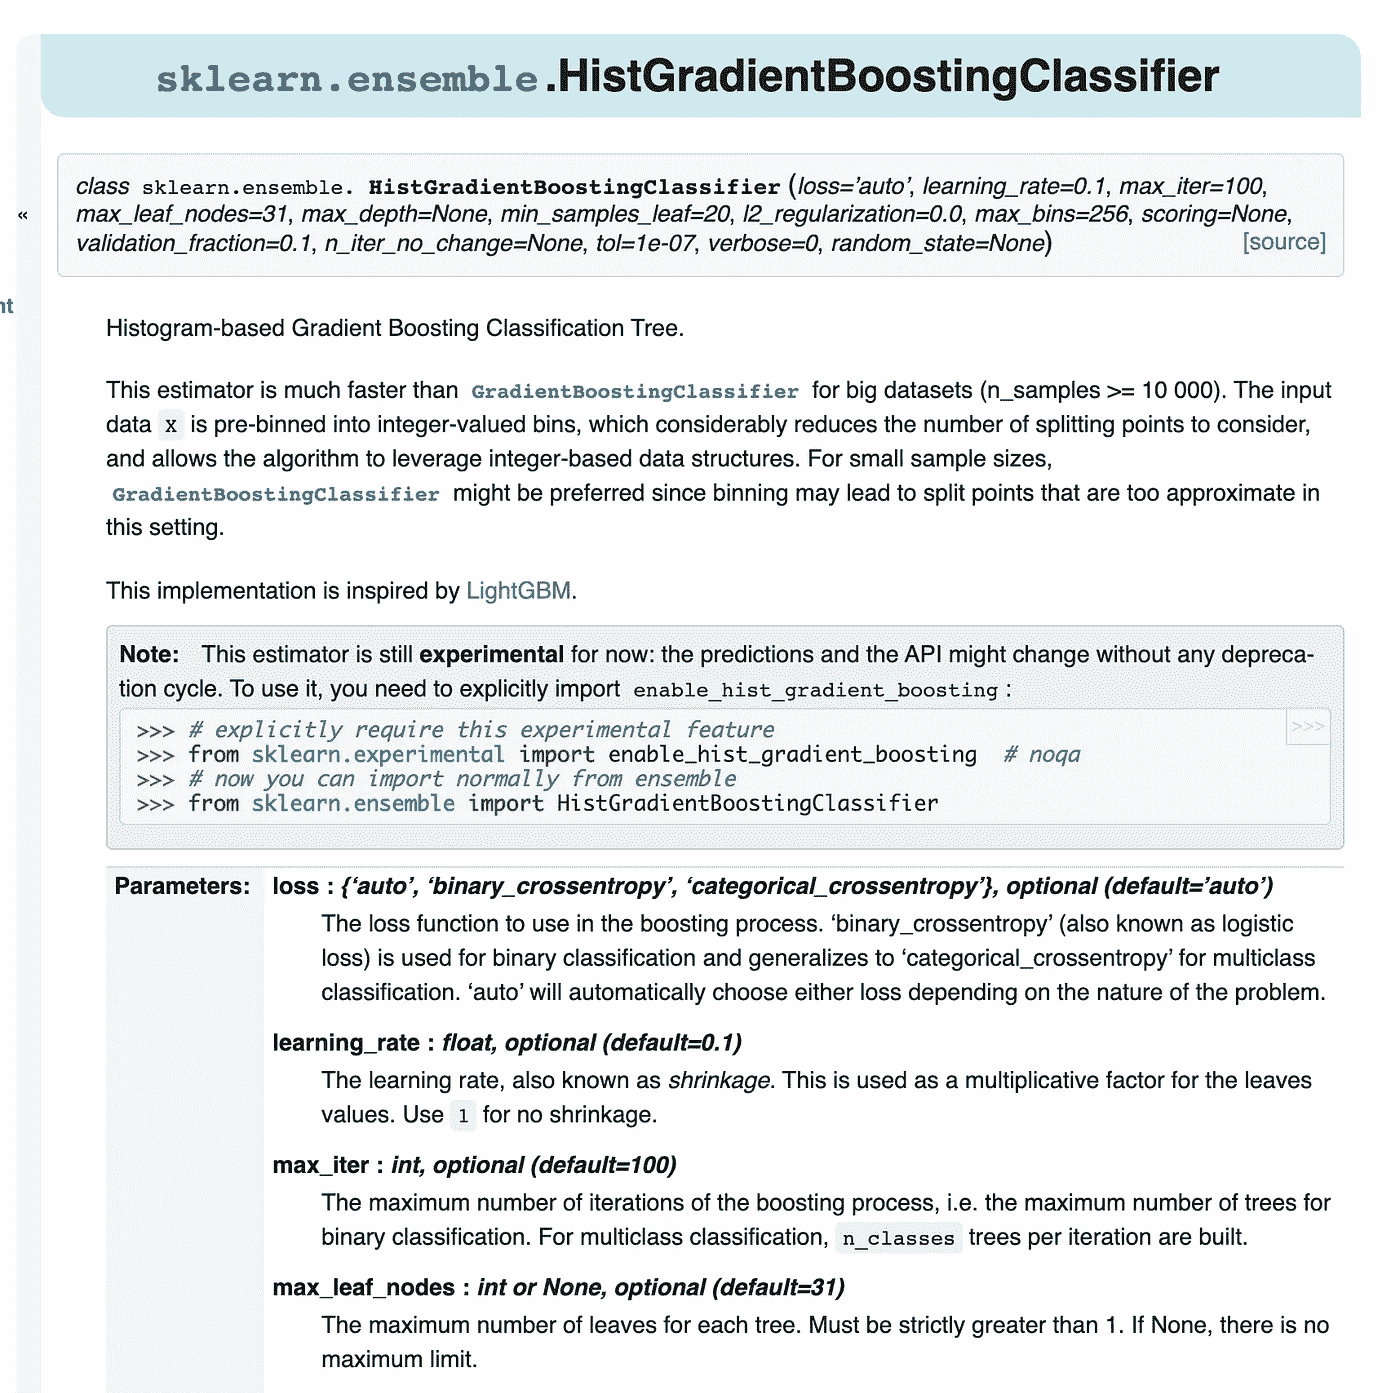 sklearn.ensemble.HistGradientBoostingClassifier
class sklearn.ensemble. HistGradientBoostingClassifier (loss=’auto’, learning_rate=0.1, max_iter=100,
max_leaf_nodes=31, max_depth=None, min_samples_leaf=20, l2_regularization=0.0, max_bins=256, scoring=None,
validation_fraction=0.1, n_iter_no_change=None, tol=1e-07, verbose=0, random_state=None) [source]
«
nt
Histogram-based Gradient Boosting Classification Tree.
This estimator is much faster than GradientBoostingClassifier for big datasets (n_samples >= 10 000). The input
data X is pre-binned into integer-valued bins, which considerably reduces the number of splitting points to consider,
and allows the algorithm to leverage integer-based data structures. For small sample sizes,
GradientBoostingClassifier might be preferred since binning may lead to split points that are too approximate in
this setting.
This implementation is inspired by LightGBM.
Note: This estimator is still experimental for now: the predictions and the API might change without any depreca-
tion cycle. To use it, you need to explicitly import enable_hist_gradient_boosting :
>>> # explicitly require this experimental feature
>>>
>>> from sklearn.experimental import enable_hist_gradient_boosting # noqa
>>> # now you can import normally from ensemble
>>> from sklearn.ensemble import HistGradientBoostingClassifier
Parameters: loss : {‘auto’, ‘binary_crossentropy’, ‘categorical_crossentropy’}, optional (default=’auto’)
The loss function to use in the boosting process. ‘binary_crossentropy’ (also known as logistic
loss) is used for binary classification and generalizes to ‘categorical_crossentropy’ for multiclass
classification. ‘auto’ will automatically choose either loss depending on the nature of the problem.
learning_rate : float, optional (default=0.1)
The learning rate, also known as shrinkage. This is used as a multiplicative factor for the leaves
values. Use 1 for no shrinkage.
max_iter : int, optional (default=100)
The maximum number of iterations of the boosting process, i.e. the maximum number of trees for
binary classification. For multiclass classification, n_classes trees per iteration are built.
max_leaf_nodes : int or None, optional (default=31)
The maximum number of leaves for each tree. Must be strictly greater than 1. If None, there is no
maximum limit.